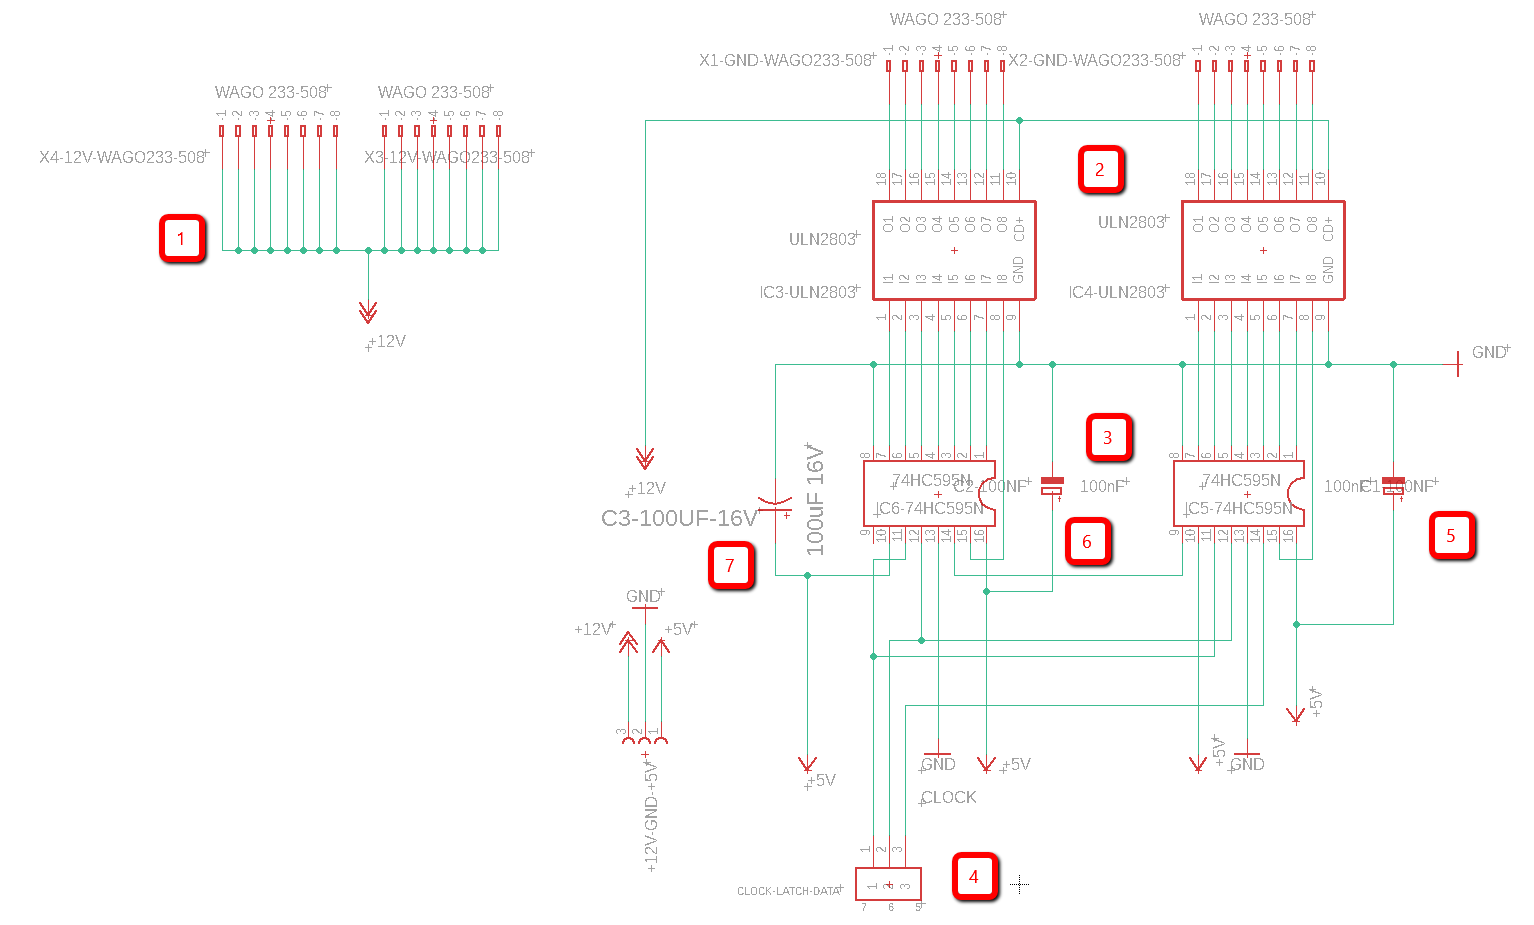 WAGO 233-508
WAGO 233-508
X1-GND-WAGO233-508
-1 -2 -3 -4 -5 -6 -7 -8
X2-GND-WAGO233-508
-1 -2 -3 -4 -5 -6 -7 -8
WAGO 233-508
WAGO 233-508
-1 -2 -3 -4 -5 -6 -7 -8
-1 -2 -3 -4 -5 -6 -7 -8
X4-12V-WAGO233-508
X3-12V-WAGO233-508
1
+12V
2
18 17 16 15 14 13 12 11 10
O1 O2 O3 O4 O5 O6 O7 O8 CD+
ULN2803
I1 I2 I3 I4 I5 I6 I7 I8 GND
IC3-ULN2803
1 2 3 4 5 6 7 8 9
18 17 16 15 14 13 12 11 10
O1 O2 O3 O4 O5 O6 O7 O8 CD+
ULN2803
I1 I2 I3 I4 I5 I6 I7 I8 GND
IC4-ULN2803
1 2 3 4 5 6 7 8 9
GND
3
8 7 6 5 4 3 2 1
74HC595N
IC6-74HC595N
9 10 11 12 13 14 15 16
C2-100NF
100nF
8 7 6 5 4 3 2 1
74HC595N
IC5-74HC595N
9 10 11 12 13 14 15 16
100nF
C1-100NF
+12V
C3-100UF-16V
100uF 16V
7
6
5
GND
+12V
+5V
3 2 1
+12V-GND-+5V
+5V
GND
+5V
CLOCK
+5V
GND
+5V
1 2 3
CLOCK-LATCH-DATA
1 2 3
7 6 5
4